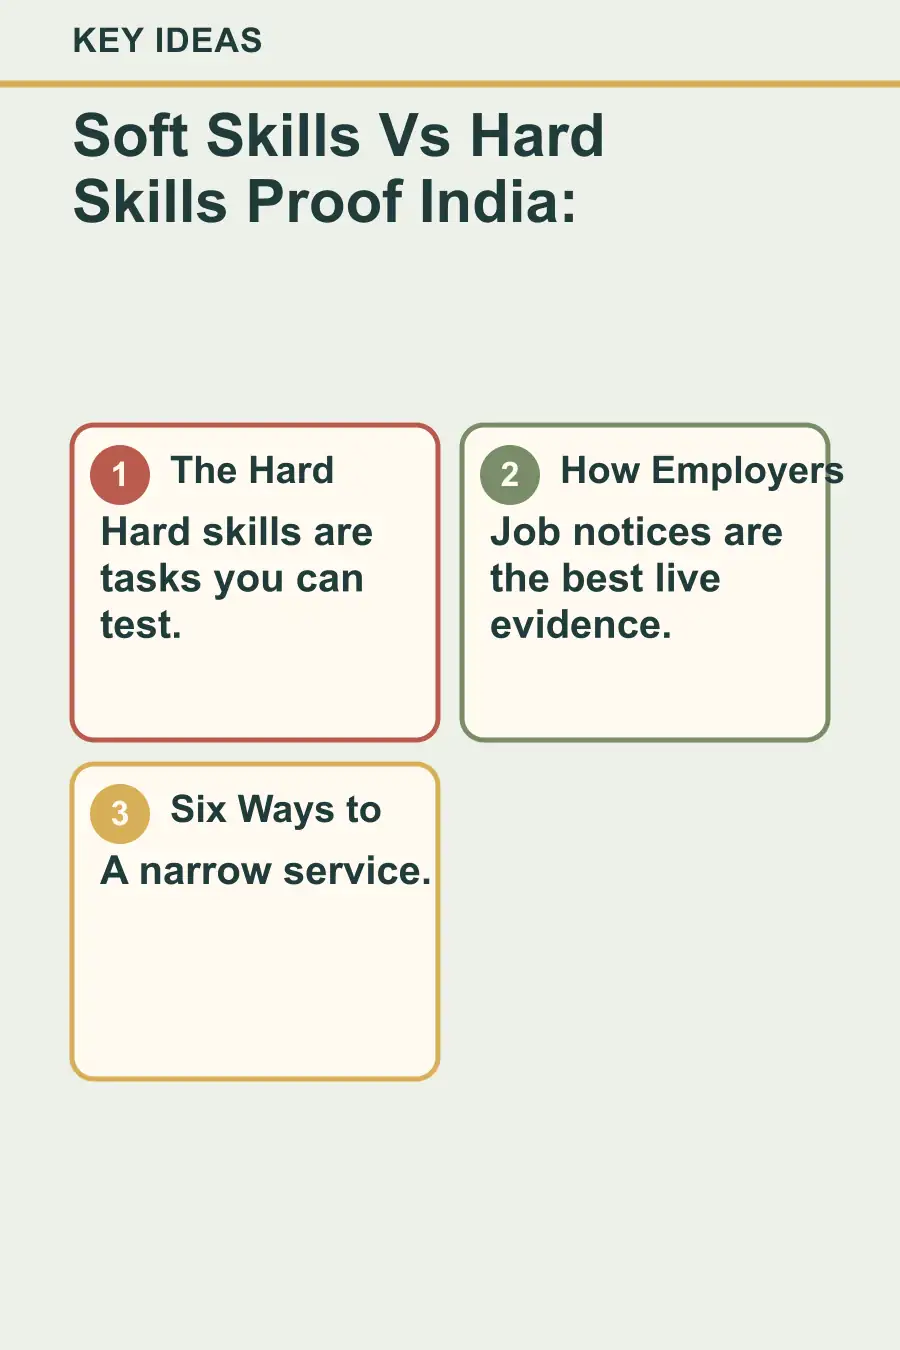 KEY IDEAS
Soft Skills Vs Hard
Skills Proof India:
1 The Hard
Hard skills are
tasks you can
test.
2 How Employers
Job notices are
the best live
evidence.
3 Six Ways to
A narrow service.